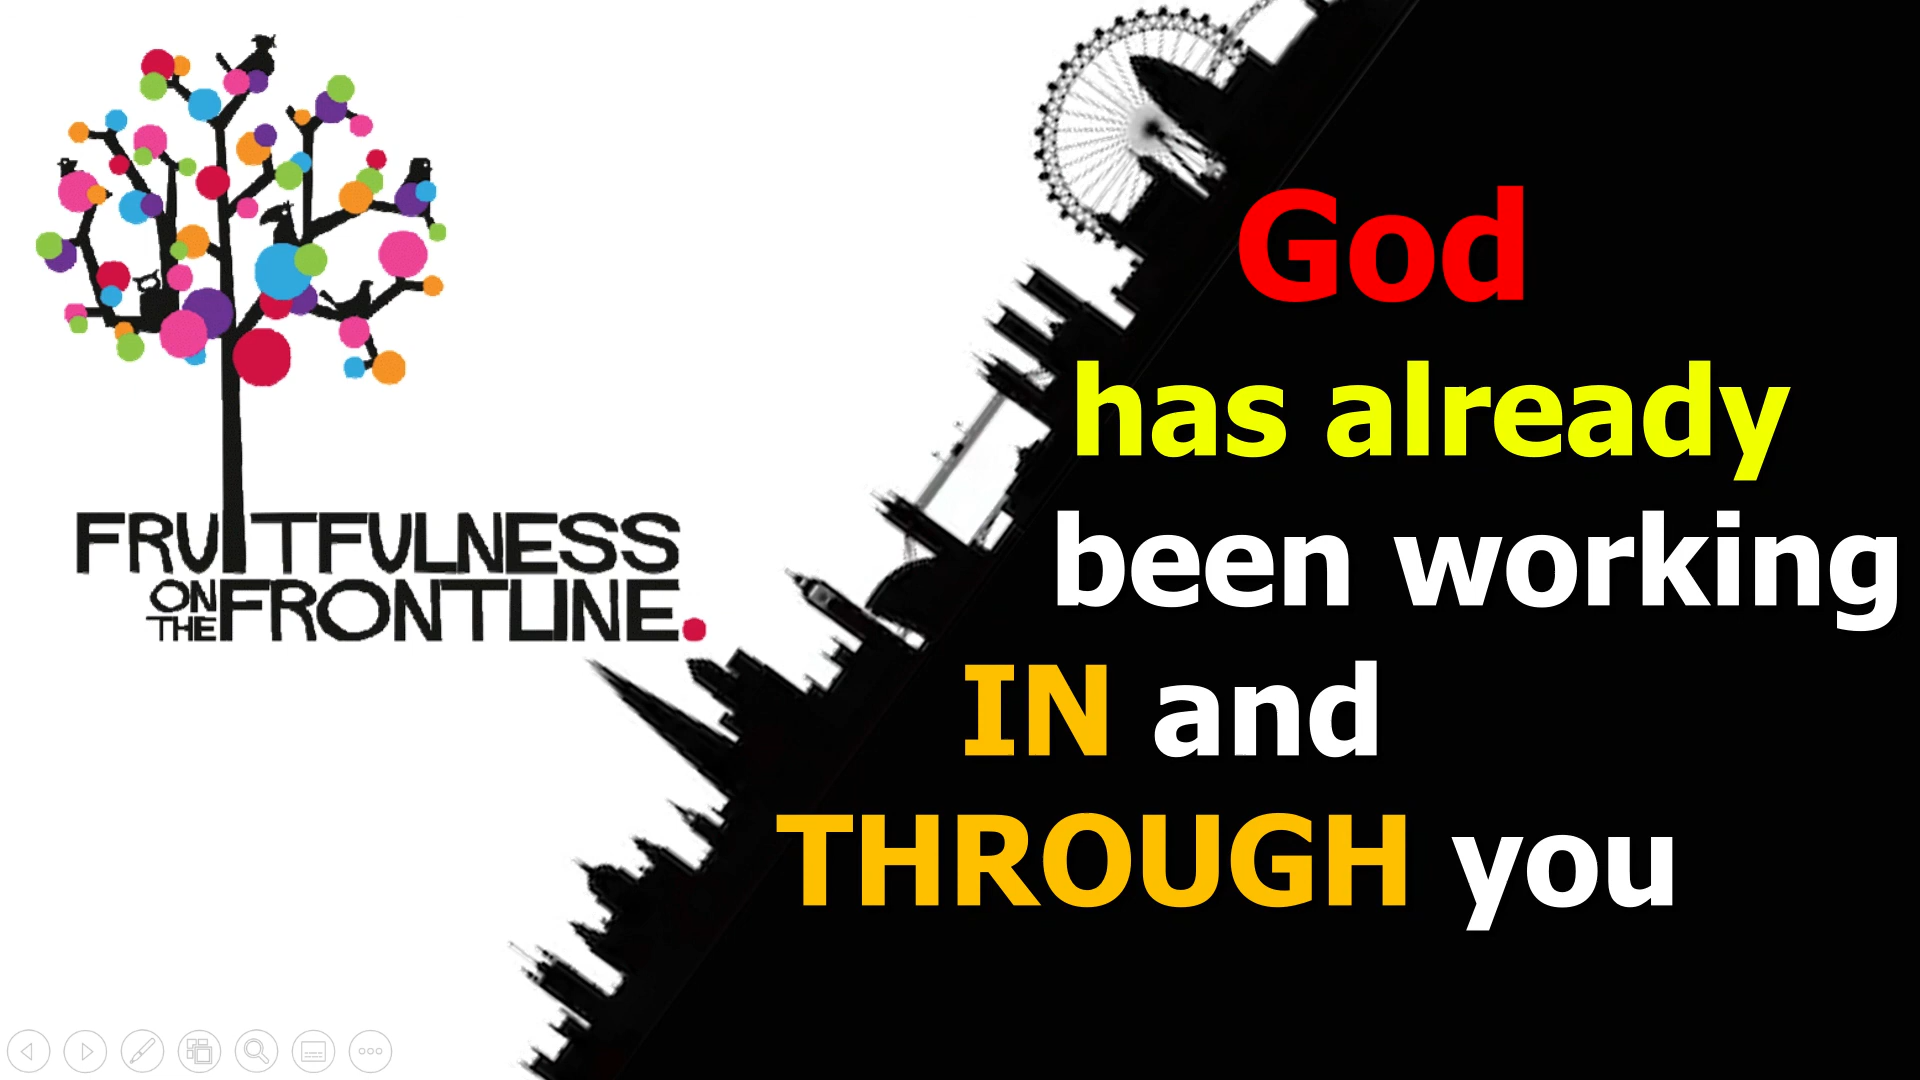 FRUITFULNESS
ON THE FRONTLINE.
God
has already
been working
IN and
THROUGH you